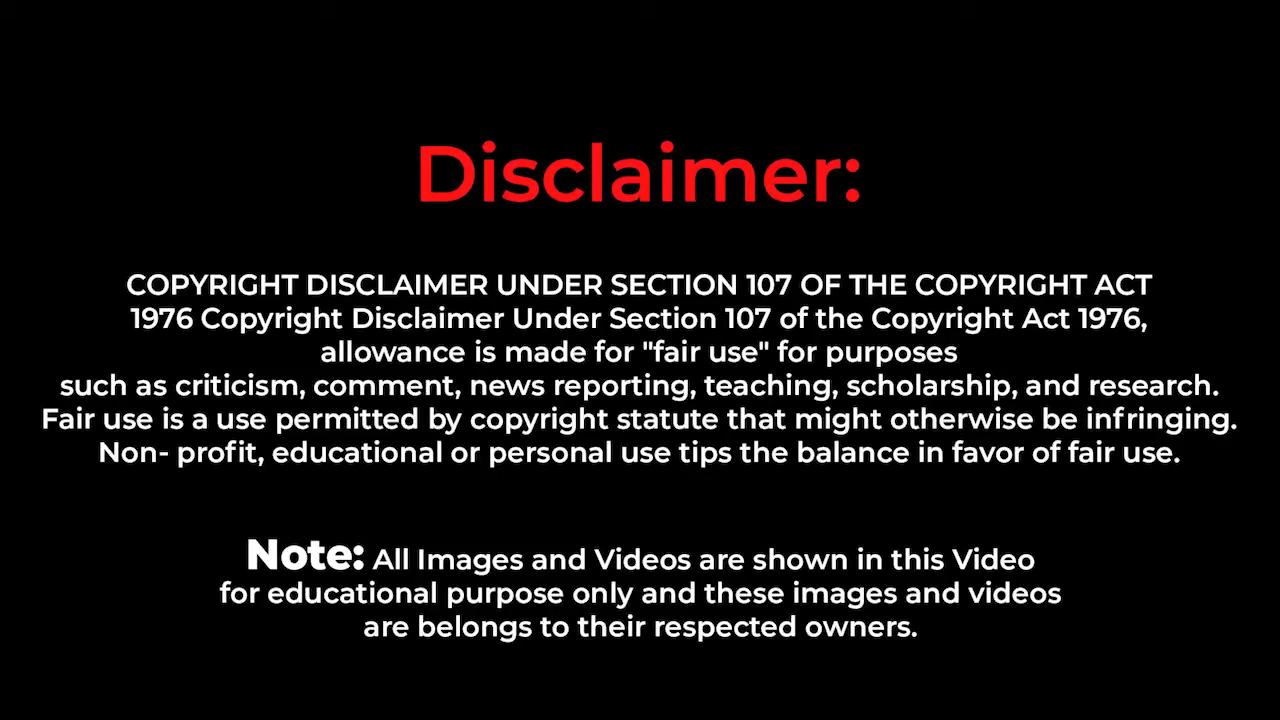 Disclaimer:
COPYRIGHT DISCLAIMER UNDER SECTION 107 OF THE COPYRIGHT ACT
1976 Copyright Disclaimer Under Section 107 of the Copyright Act 1976,
allowance is made for "fair use" for purposes
such as criticism, comment, news reporting, teaching, scholarship, and research.
Fair use is a use permitted by copyright statute that might otherwise be infringing.
Non- profit, educational or personal use tips the balance in favor of fair use.
Note: All Images and Videos are shown in this Video
for educational purpose only and these images and videos
are belongs to their respected owners.